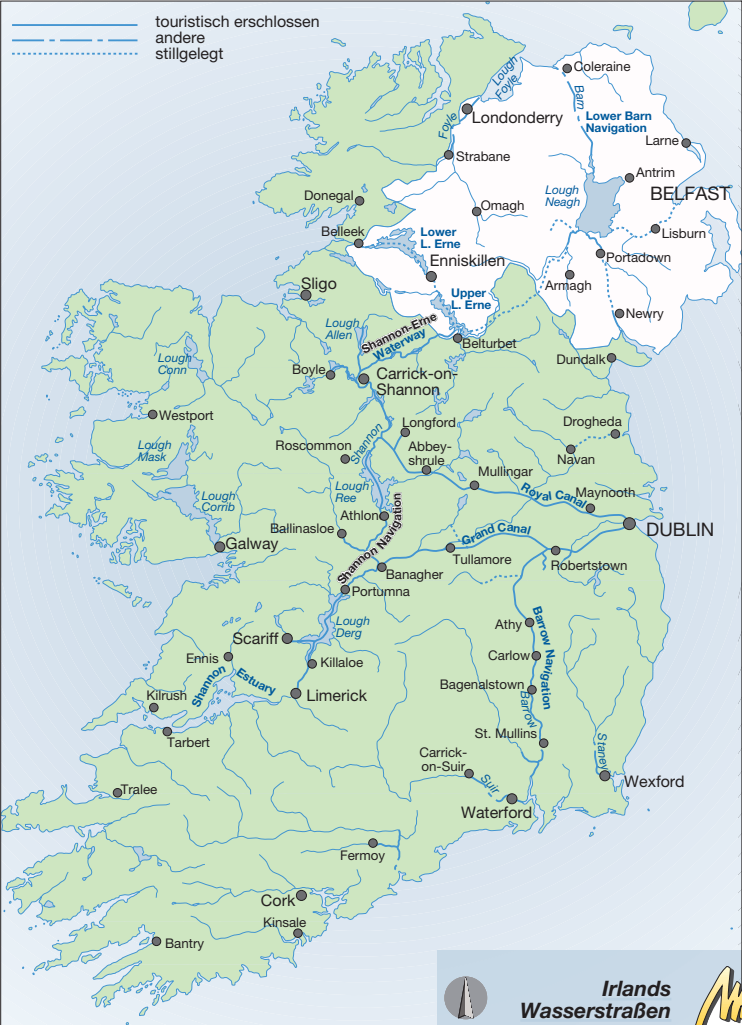 touristisch erschlossen
andere
stillgelegt
Lough
Foyle
Coleraine
Foyle
Londonderry
Barn
Lower Barn
Navigation
Larne
Strabane
Antrim
Donegal
Lough
Neagh
BELFAST
Omagh
Belleek
Lower
L. Erne
Lisburn
Enniskillen
Portadown
Sligo
Upper
L. Erne
Armagh
Newry
Lough
Allen
Shannon-Erne
Waterway
Belturbet
Lough
Conn
Boyle
Carrick-on-
Shannon
Dundalk
Westport
Longford
Drogheda
Lough
Mask
Roscommon
Shannon
Abbey-
shrule
Navan
Mullingar
Lough
Ree
Royal Canal
Maynooth
Lough
Corrib
Athlon
Ballinasloe
Grand Canal
DUBLIN
Galway
Shannon Navigation
Tullamore
Robertstown
Banagher
Portumna
Lough
Derg
Athy
Barrow Navigation
Scariff
Ennis
Killaloe
Carlow
Shannon
Estuary
Bagenalstown
Kilrush
Limerick
Barrow
Tarbert
St. Mullins
Staney
Carrick-
on-Suir
Suir
Wexford
Tralee
Waterford
Fermoy
Cork
Kinsale
Bantry
Irlands
Wasserstraßen